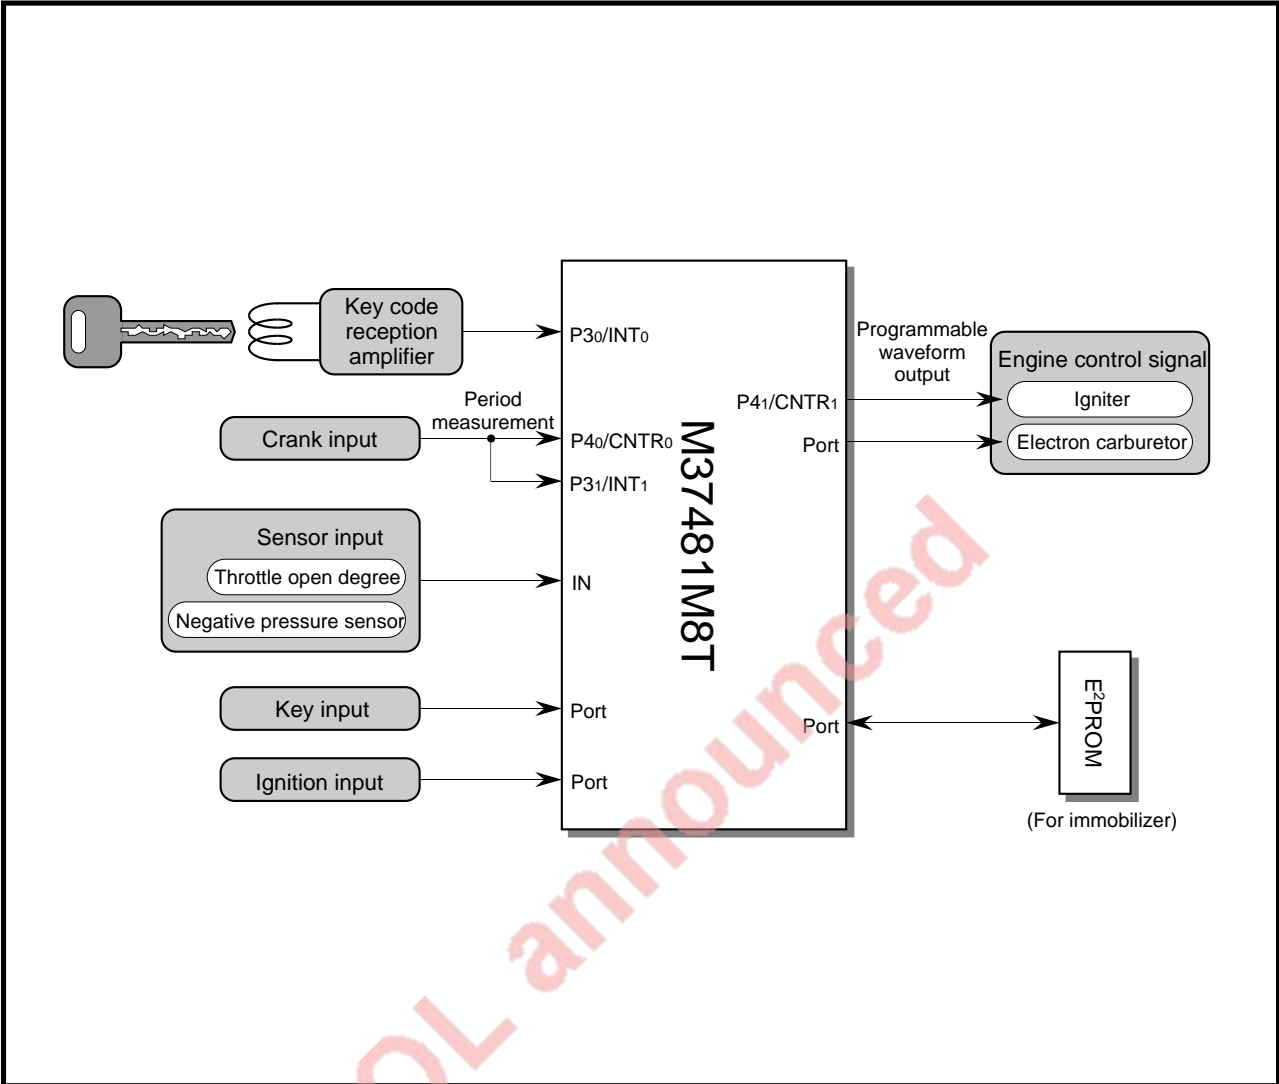 Key code
reception
amplifier
P30/INT0
Programmable
waveform
output
Engine control signal
Igniter
Electron carburetor
P41/CNTR1
Port
Period
measurement
Crank input
P40/CNTR0
P31/INT1
M37481M8T
Sensor input
Throttle open degree
Negative pressure sensor
IN
Key input
Port
Ignition input
Port
Port
E2PROM
(For immobilizer)
OL announced